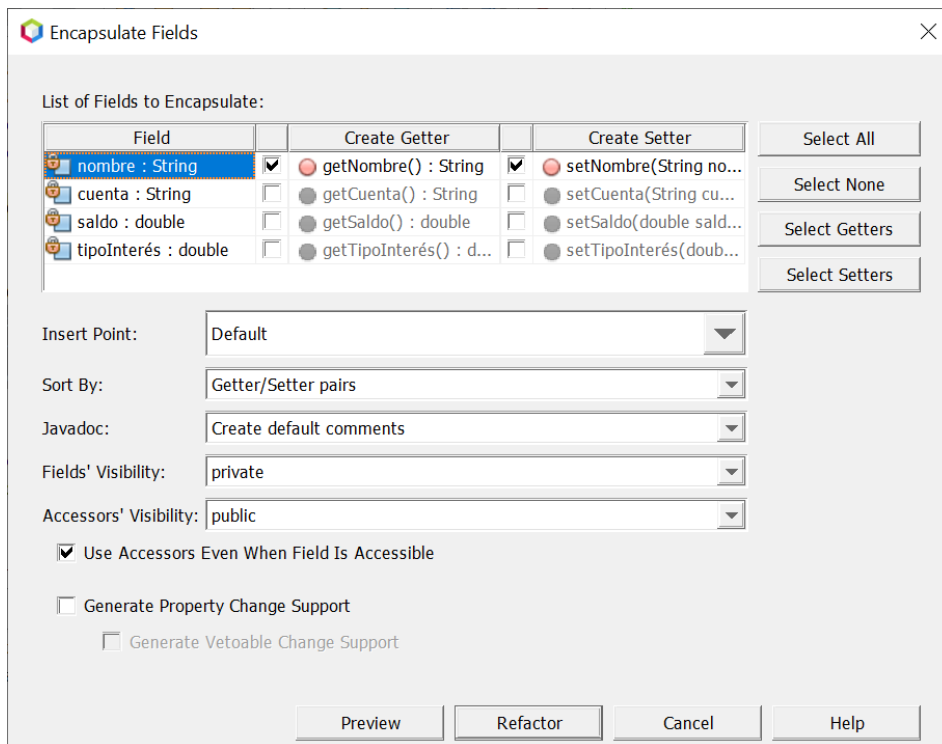 Encapsulate Fields
List of Fields to Encapsulate:
Field Create Getter Create Setter
nombre : String getNombre() : String setNombre(String no...
cuenta : String getCuenta() : String setCuenta(String cu...
saldo : double getSaldo() : double setSaldo(double sald...
tipoInterés : double getTipoInterés() : d... setTipoInterés(doub...
Select All
Select None
Select Getters
Select Setters
Insert Point: Default
Sort By: Getter/Setter pairs
Javadoc: Create default comments
Fields' Visibility: private
Accessors' Visibility: public
Use Accessors Even When Field Is Accessible
Generate Property Change Support
Generate Vetoable Change Support
Preview Refactor Cancel Help